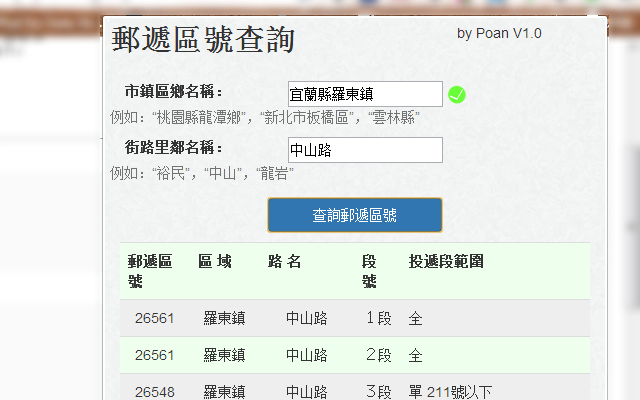 郵遞區號查詢
by Poan V1.0
市鎮區鄉名稱：
宜蘭縣羅東鎮
例如：“桃園縣龍潭鄉”，“新北市板橋區”，“雲林縣”
街路里鄰名稱：
中山路
例如：“裕民”，“中山”，“龍岩”
查詢郵遞區號
郵遞區號 區域 路名 段號 投遞段範圍
26561 羅東鎮 中山路 1段 全
26561 羅東鎮 中山路 2段 全
26548 羅東鎮 中山路 3段 單 211號以下